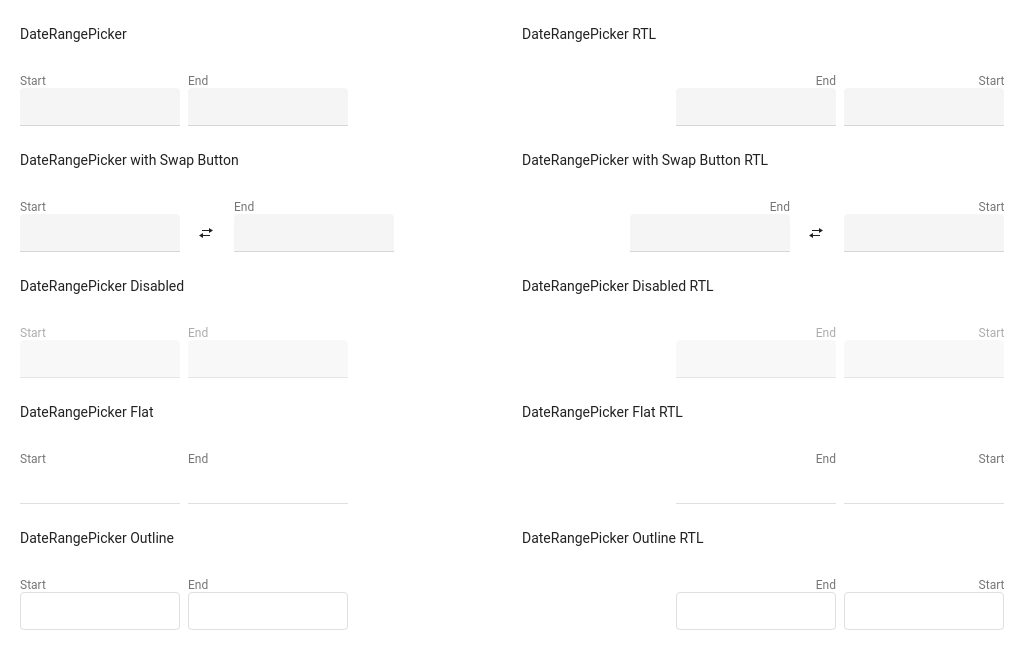 DateRangePicker
DateRangePicker RTL
Start End
End Start
DateRangePicker with Swap Button
DateRangePicker with Swap Button RTL
Start End
End Start
DateRangePicker Disabled
DateRangePicker Disabled RTL
Start End
End Start
DateRangePicker Flat
DateRangePicker Flat RTL
Start End
End Start
DateRangePicker Outline
DateRangePicker Outline RTL
Start End
End Start